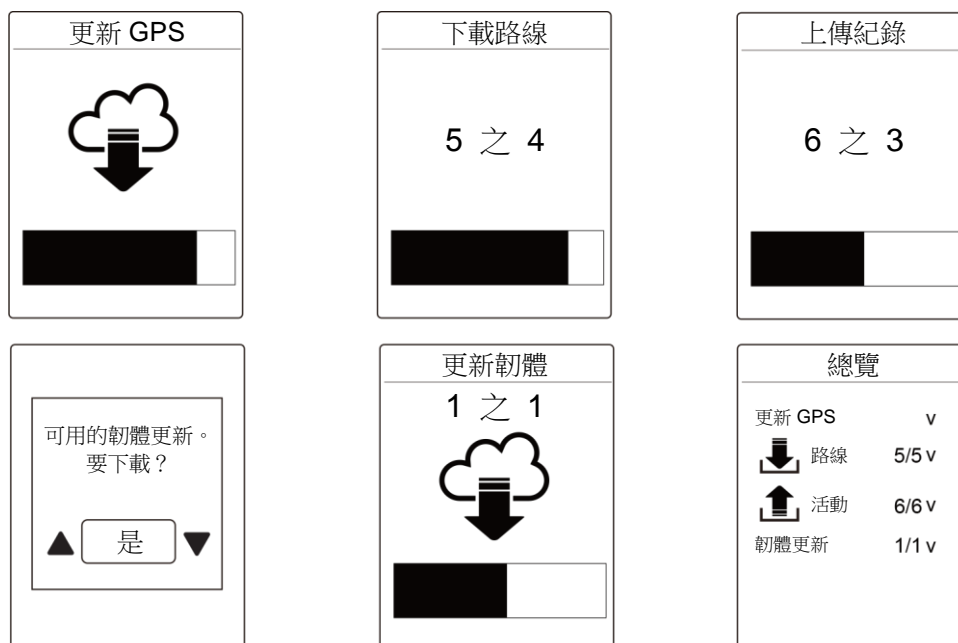 更新 GPS
下載路線
5 之 4
上傳紀錄
6 之 3
可用的韌體更新。
要下載？
是
更新韌體
1 之 1
總覽
更新 GPS v
路線 5/5 v
活動 6/6 v
韌體更新 1/1 v